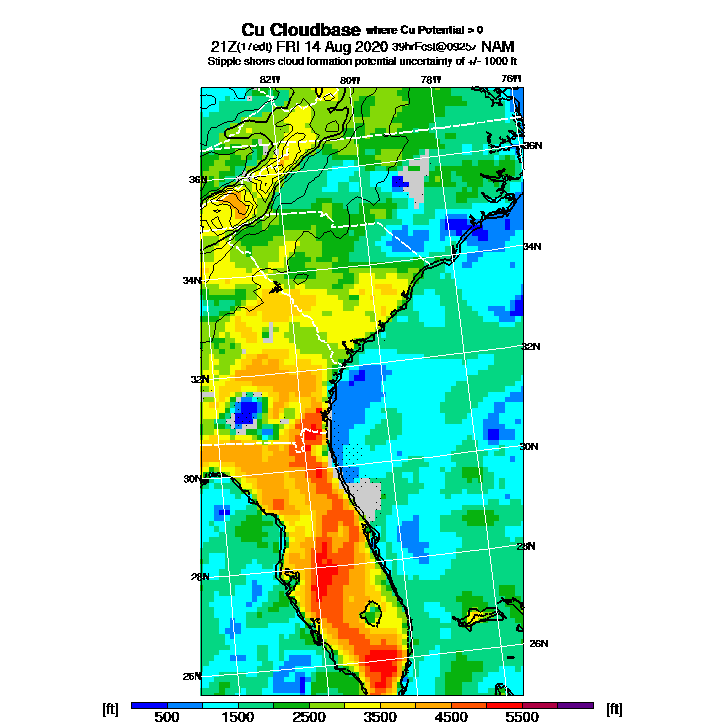 Cu Cloudbase where Cu Potential > 0
21Z(17edt) FRI 14 Aug 2020 39hrFcst@0925z NAM
Stipple shows cloud formation potential uncertainty of +/- 1000 ft
82W 80W 78W 76W
36N 36N
34N 34N
32N 32N
30N 30N
28N 28N
26N 26N
[ft] 500 1500 2500 3500 4500 5500 [ft]